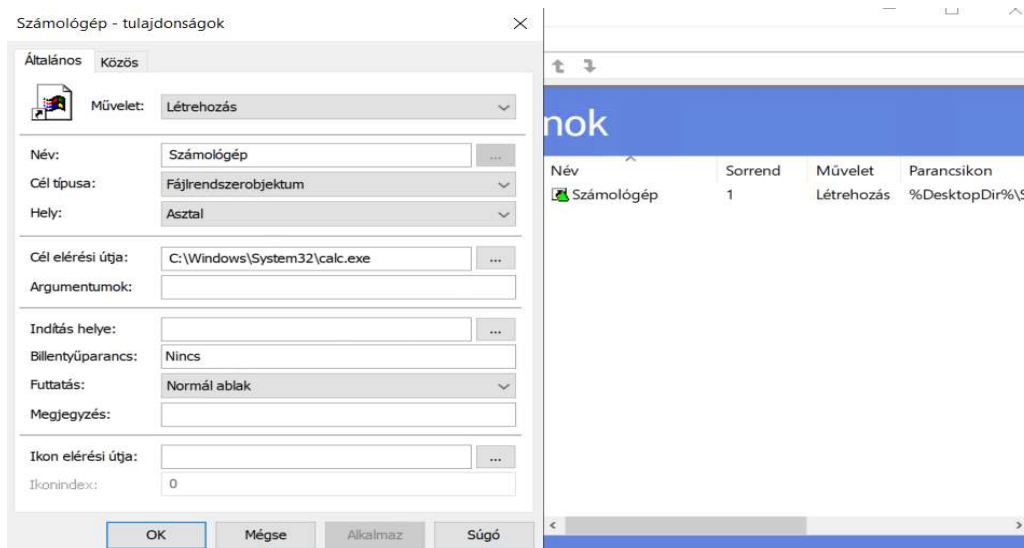 Számológép - tulajdonságok
Általános Közös
Művelet: Létrehozás
Név: Számológép ...
Cél típusa: Fájlrendszerobjektum
Hely: Asztal
Cél elérési útja: C:\Windows\System32\calc.exe ...
Argumentumok:
Indítás helye: ...
Billentyűparancs: Nincs
Futtatás: Normál ablak
Megjegyzés:
Ikon elérési útja: ...
Ikonindex: 0
OK Mégse Alkalmaz Súgó
nok
Név Sorrend Művelet Parancsikon
Számológép 1 Létrehozás %DesktopDir%\S